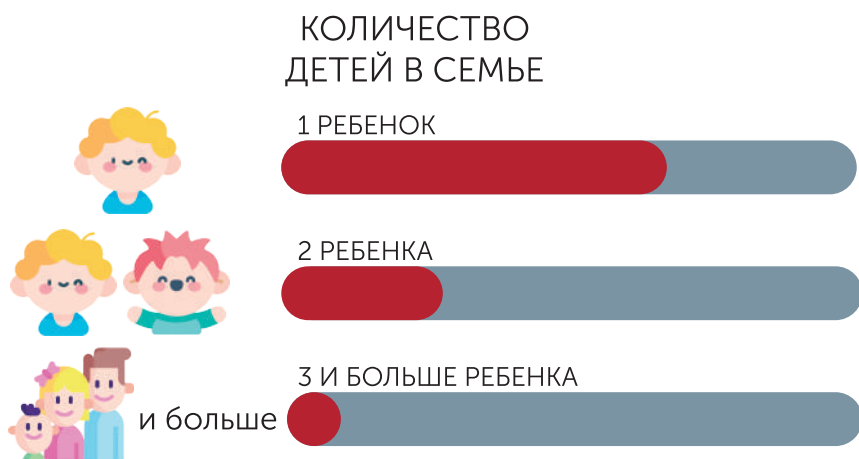 КОЛИЧЕСТВО
ДЕТЕЙ В СЕМЬЕ
1 РЕБЕНОК
2 РЕБЕНКА
3 И БОЛЬШЕ РЕБЕНКА
и больше